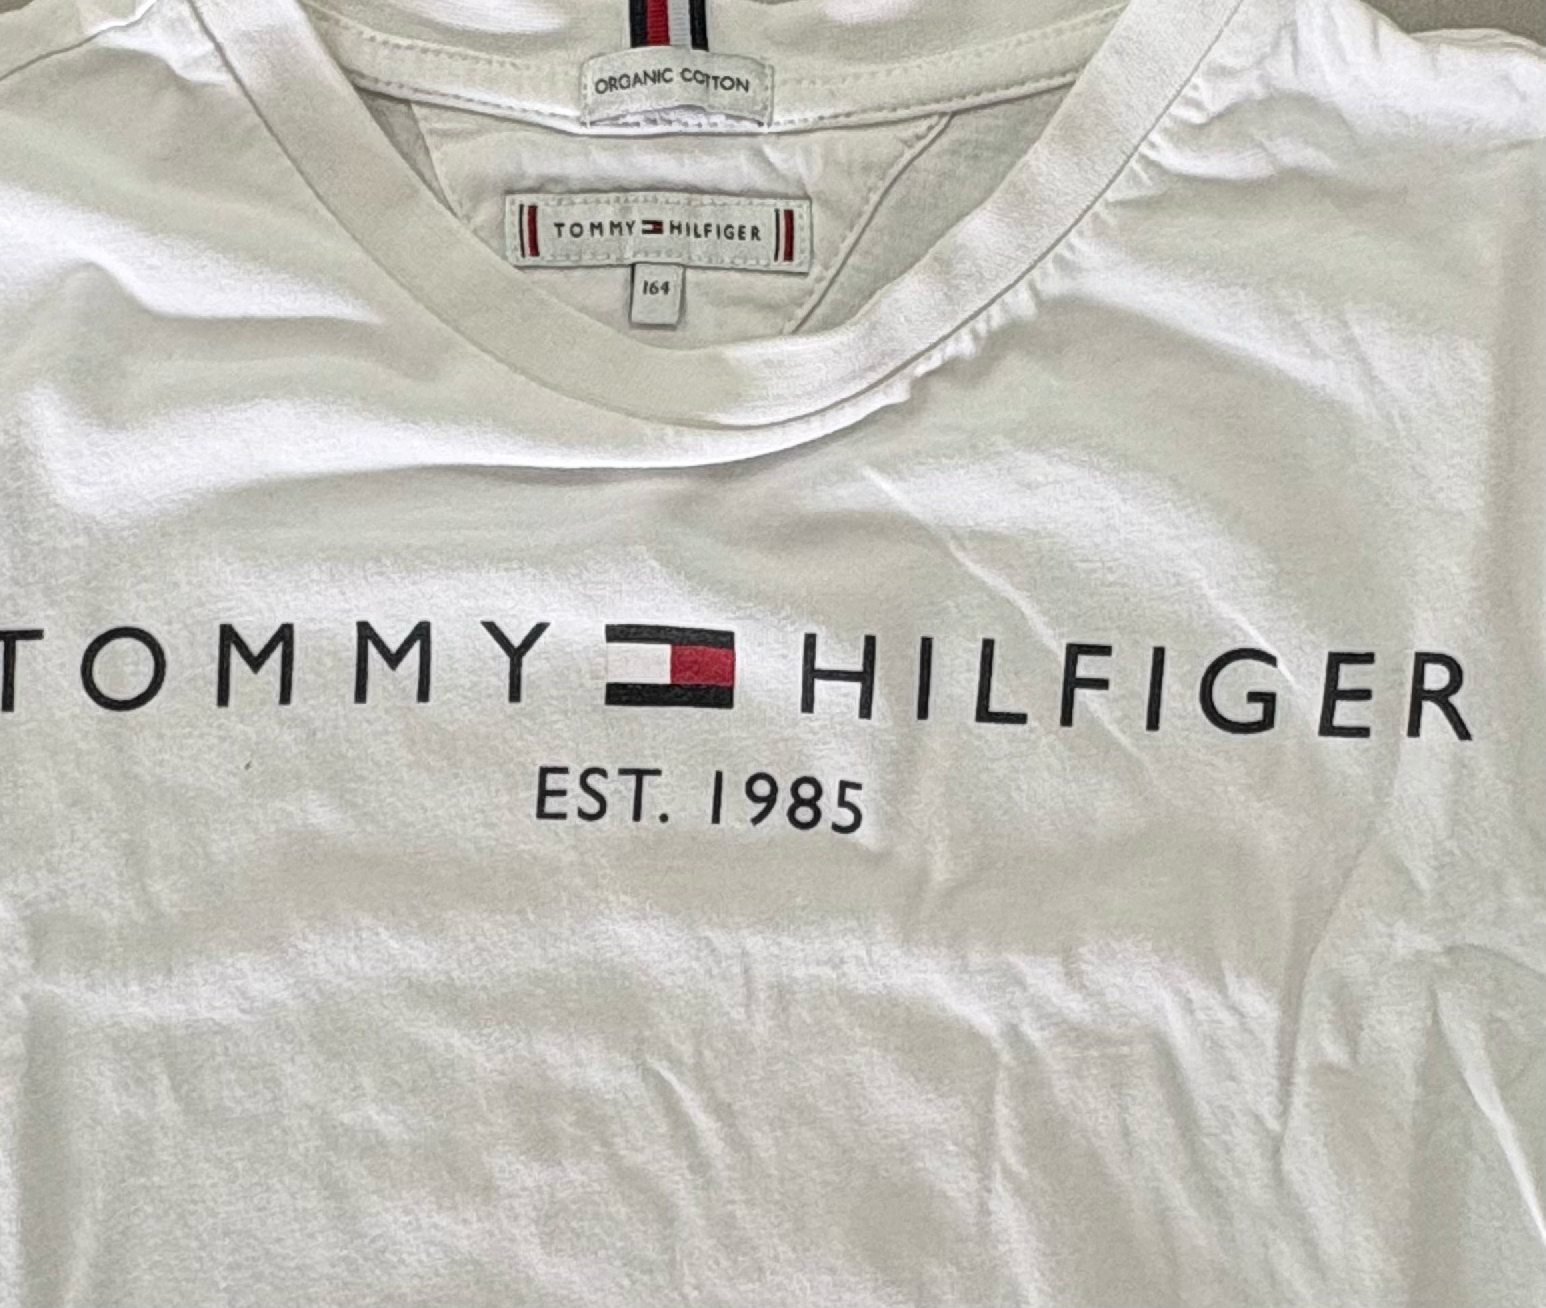 ORGANIC COTTON
TOMMY HILFIGER
164
TOMMY HILFIGER
EST. 1985